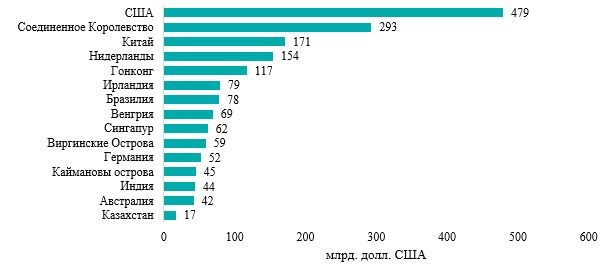 США 479
Соединенное Королевство 293
Китай 171
Нидерланды 154
Гонконг 117
Ирландия 79
Бразилия 78
Венгрия 69
Сингапур 62
Виргинские Острова 59
Германия 52
Каймановы острова 45
Индия 44
Австралия 42
Казахстан 17
0 100 200 300 400 500 600
млрд. долл. США